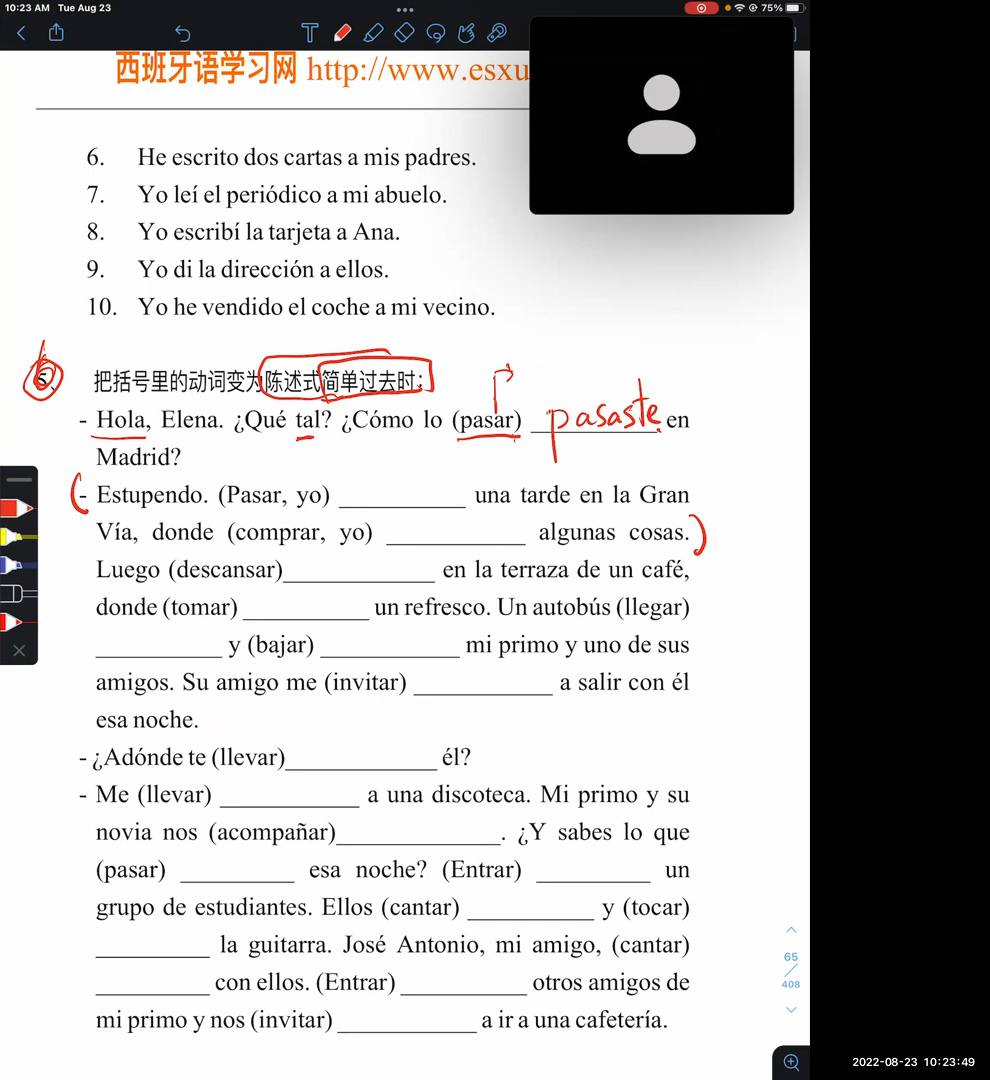 10:23 AM Tue Aug 23
75%
西班牙语学习网 http://www.esxu
6. He escrito dos cartas a mis padres.
7. Yo leí el periódico a mi abuelo.
8. Yo escribí la tarjeta a Ana.
9. Yo di la dirección a ellos.
10. Yo he vendido el coche a mi vecino.
把括号里的动词变为陈述式简单过去时:
- Hola, Elena. ¿Qué tal? ¿Cómo lo (pasar) pasaste en
Madrid?
- Estupendo. (Pasar, yo) __________ una tarde en la Gran
Vía, donde (comprar, yo) ___________ algunas cosas.
Luego (descansar)____________ en la terraza de un café,
donde (tomar) __________ un refresco. Un autobús (llegar)
__________ y (bajar) ___________ mi primo y uno de sus
amigos. Su amigo me (invitar) ___________ a salir con él
esa noche.
- ¿Adónde te (llevar)____________ él?
- Me (llevar) ___________ a una discoteca. Mi primo y su
novia nos (acompañar)_____________. ¿Y sabes lo que
(pasar) _________ esa noche? (Entrar) _________ un
grupo de estudiantes. Ellos (cantar) __________ y (tocar)
_________ la guitarra. José Antonio, mi amigo, (cantar)
_________ con ellos. (Entrar) __________ otros amigos de
mi primo y nos (invitar) ___________ a ir a una cafetería.
65
408
2022-08-23 10:23:49